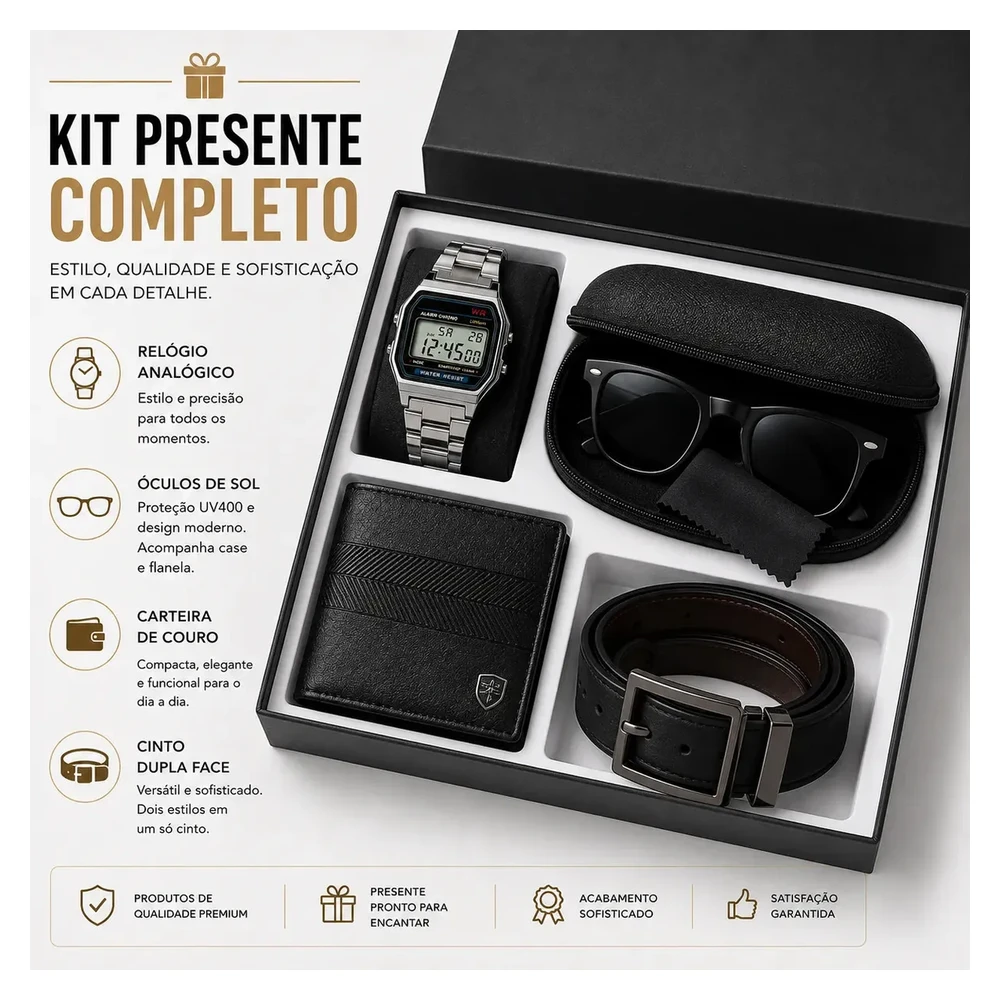 KIT PRESENTE
COMPLETO
ESTILO, QUALIDADE E SOFISTICAÇÃO
EM CADA DETALHE.
RELÓGIO
ANALÓGICO
Estilo e precisão
para todos os
momentos.
ÓCULOS DE SOL
Proteção UV400 e
design moderno.
Acompanha case
e flanela.
CARTEIRA
DE COURO
Compacta, elegante
e funcional para o
dia a dia.
CINTO
DUPLA FACE
Versátil e sofisticado.
Dois estilos em
um só cinto.
ALARM CHRONO
WR
SA 28
12:45 00
WATER RESIST
PRODUTOS DE
QUALIDADE PREMIUM
PRESENTE
PRONTO PARA
ENCANTAR
ACABAMENTO
SOFISTICADO
SATISFAÇÃO
GARANTIDA